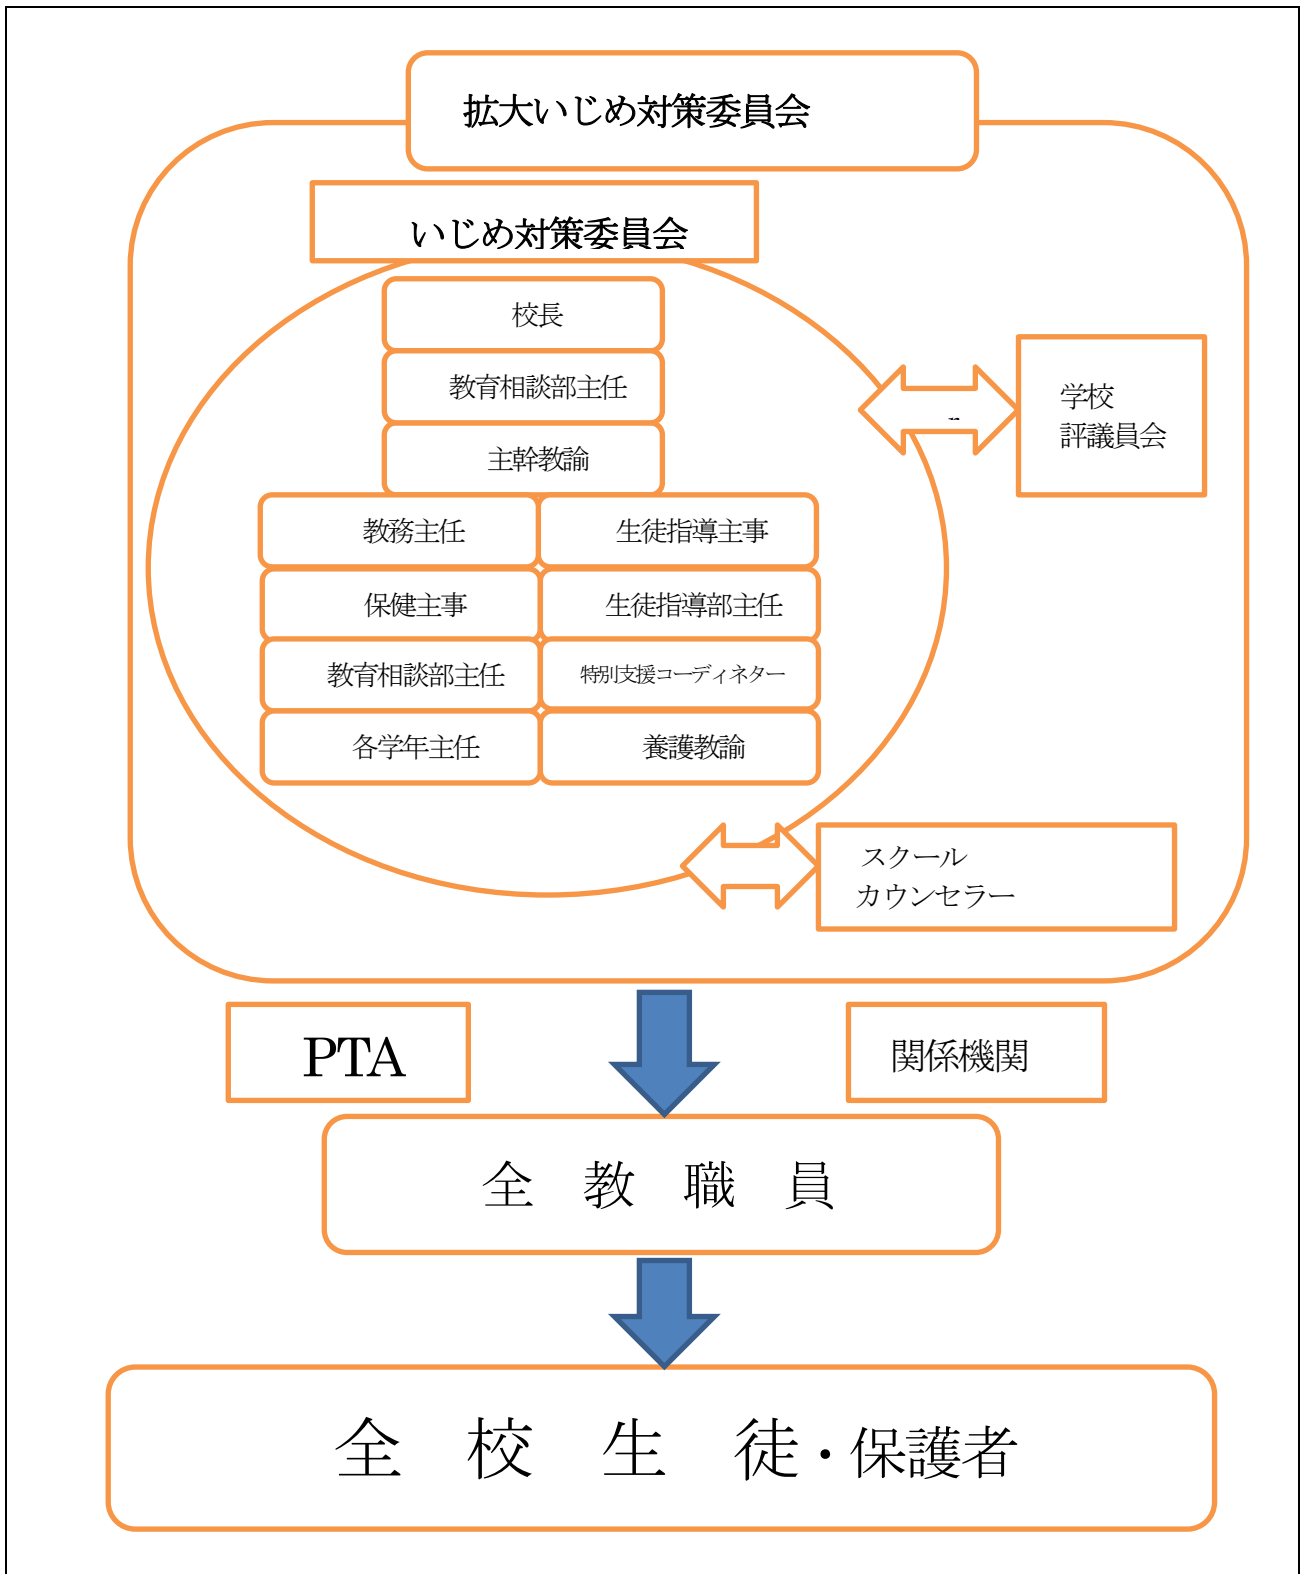 拡大いじめ対策委員会
いじめ対策委員会
校長
教育相談部主任
主幹教諭
教務主任
生徒指導主事
保健主事
生徒指導部主任
教育相談部主任
特別支援コーディネター
各学年主任
養護教諭
学校
評議員会
スクール
カウンセラー
PTA
関係機関
全 教 職 員
全 校 生 徒・保護者